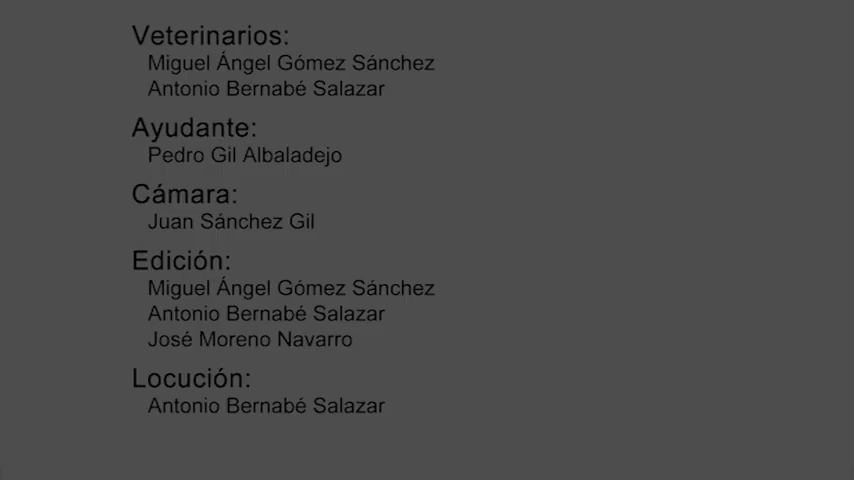 Veterinarios:
Miguel Ángel Gómez Sánchez
Antonio Bernabé Salazar
Ayudante:
Pedro Gil Albaladejo
Cámara:
Juan Sánchez Gil
Edición:
Miguel Ángel Gómez Sánchez
Antonio Bernabé Salazar
José Moreno Navarro
Locución:
Antonio Bernabé Salazar